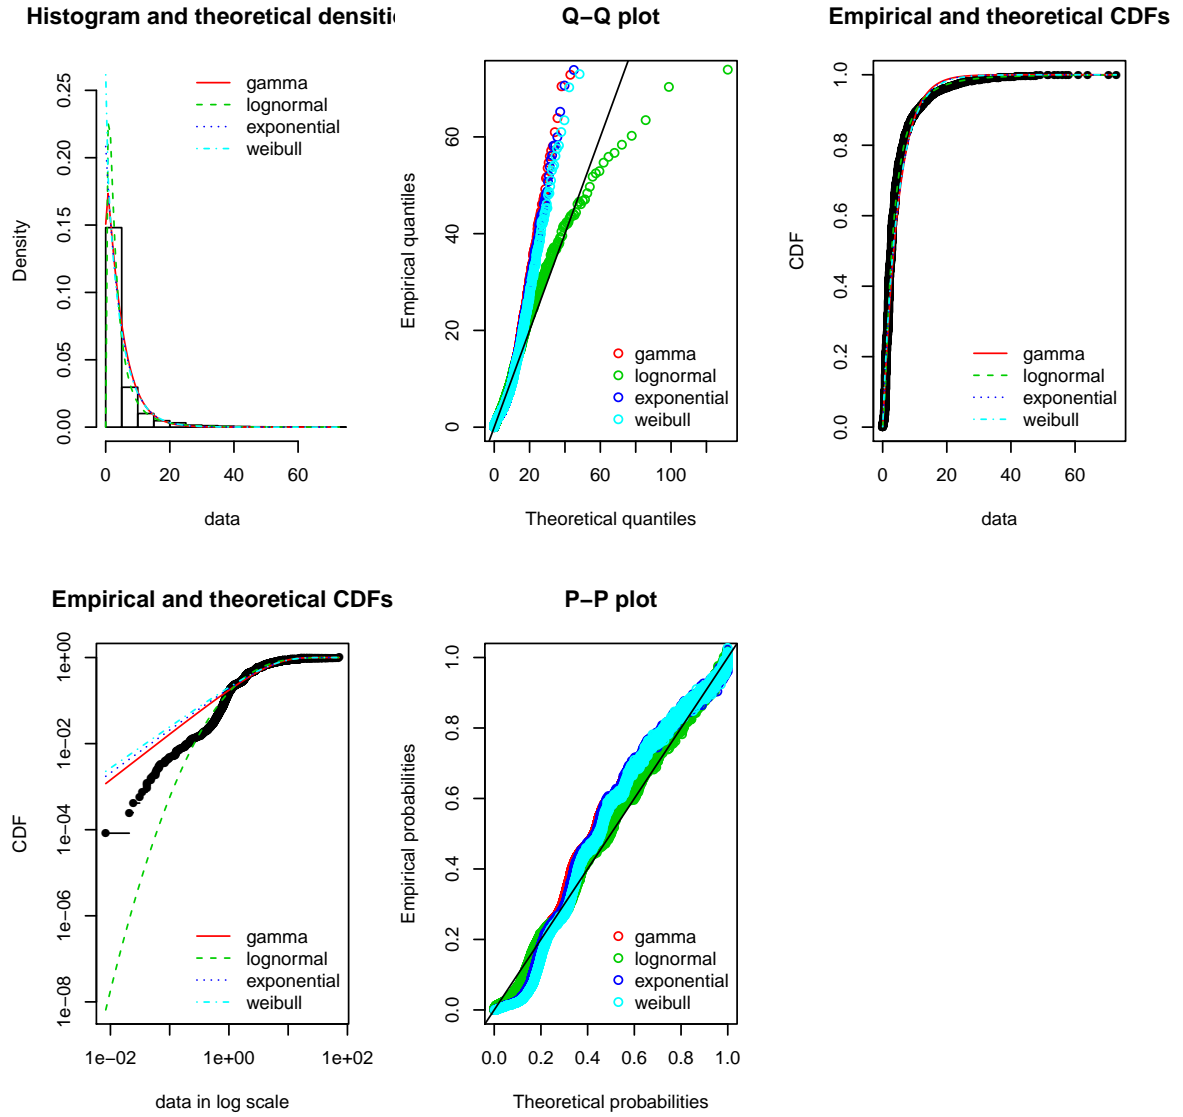 Histogram and theoretical densiti
0.00 0.05 0.10 0.15 0.20 0.25
Density
0 20 40 60
data
gamma
lognormal
exponential
weibull
Q−Q plot
0 20 40 60
Empirical quantiles
0 20 40 60 80 100
Theoretical quantiles
gamma
lognormal
exponential
weibull
Empirical and theoretical CDFs
0.0 0.2 0.4 0.6 0.8 1.0
CDF
0 20 40 60
data
gamma
lognormal
exponential
weibull
Empirical and theoretical CDFs
1e−08 1e−06 1e−04 1e−02 1e+00
CDF
1e−02 1e+00 1e+02
data in log scale
gamma
lognormal
exponential
weibull
P−P plot
0.0 0.2 0.4 0.6 0.8 1.0
Empirical probabilities
0.0 0.2 0.4 0.6 0.8 1.0
Theoretical probabilities
gamma
lognormal
exponential
weibull